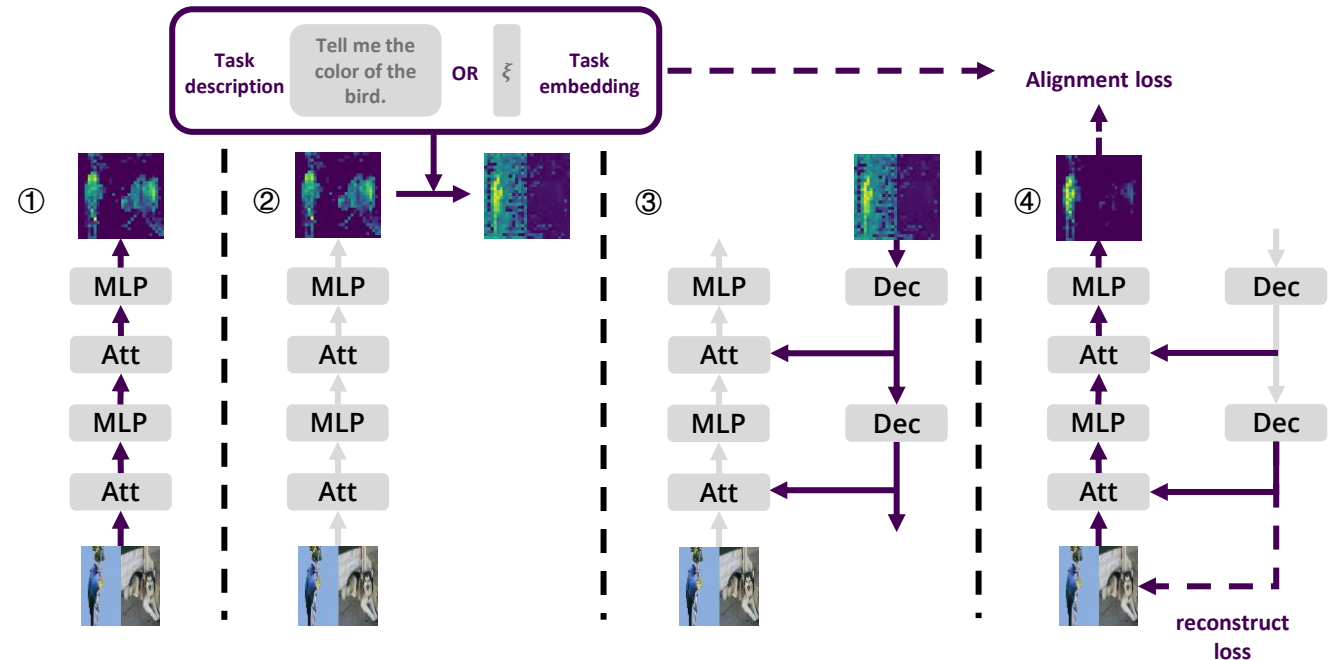 Task
description
Tell me the
color of the
bird.
OR
ξ
Task
embedding
Alignment loss
①
②
③
④
MLP
Att
MLP
Att
MLP
Att
MLP
Att
MLP
Att
MLP
Att
Dec
Dec
MLP
Att
MLP
Att
Dec
Dec
reconstruct
loss